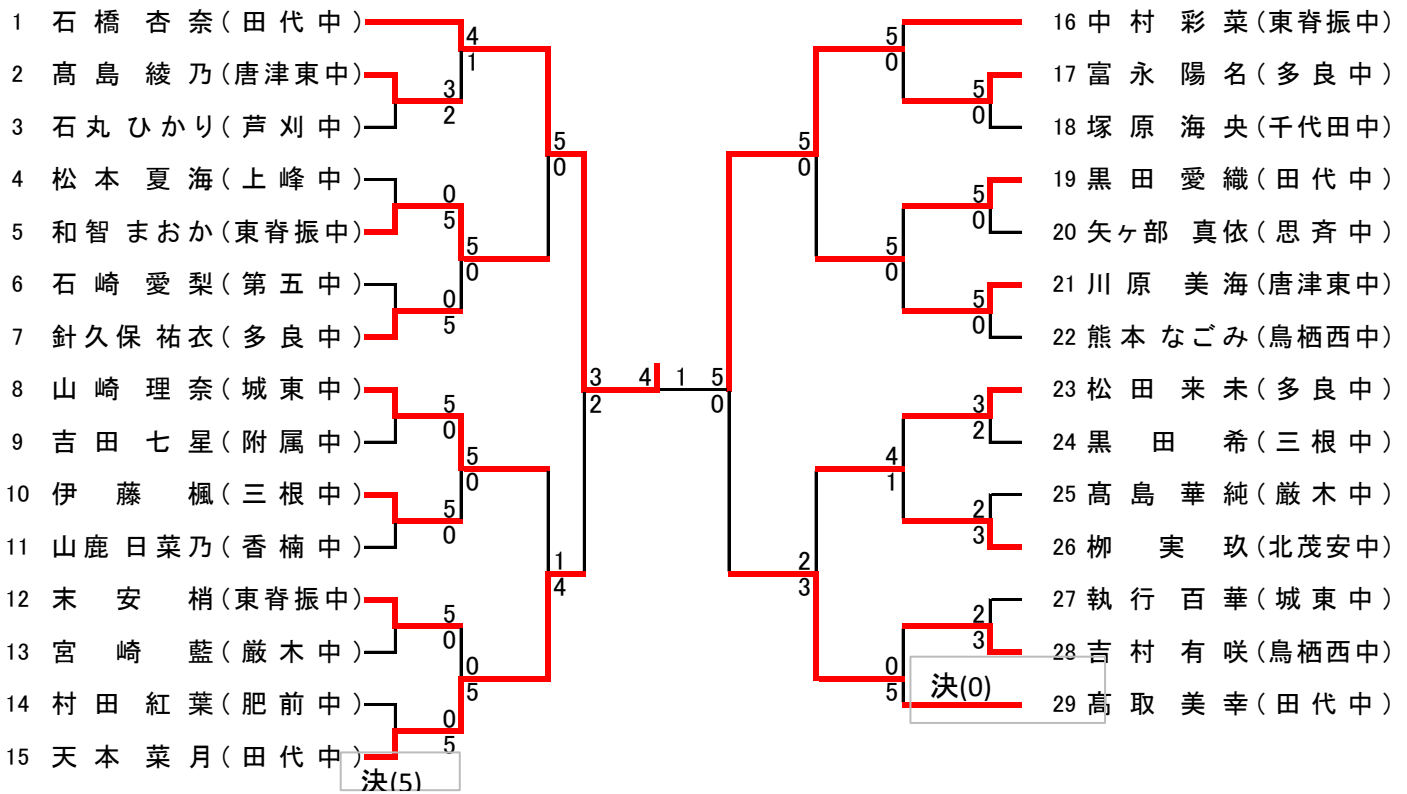 1 石橋杏奈(田代中)
2 髙島綾乃(唐津東中)
3 石丸ひかり(芦刈中)
4 松本夏海(上峰中)
5 和智まおか(東脊振中)
6 石崎愛梨(第五中)
7 針久保祐衣(多良中)
8 山崎理奈(城東中)
9 吉田七星(附属中)
10 伊藤楓(三根中)
11 山鹿日菜乃(香楠中)
12 末安梢(東脊振中)
13 宮崎藍(厳木中)
14 村田紅葉(肥前中)
15 天本菜月(田代中)
4
1
3
2
5
0
0
5
5
0
0
5
3
2
4
5
0
5
0
5
0
1
4
5
0
0
5
0
5
決(5)
1
5
0
5
0
5
0
5
0
5
0
5
0
5
0
3
2
4
1
2
3
2
3
2
3
0
5
決(0)
16 中村彩菜(東脊振中)
17 富永陽名(多良中)
18 塚原海央(千代田中)
19 黒田愛織(田代中)
20 矢ヶ部真依(思斉中)
21 川原美海(唐津東中)
22 熊本なごみ(鳥栖西中)
23 松田来未(多良中)
24 黒田希(三根中)
25 髙島華純(厳木中)
26 栁実玖(北茂安中)
27 執行百華(城東中)
28 吉村有咲(鳥栖西中)
29 髙取美幸(田代中)